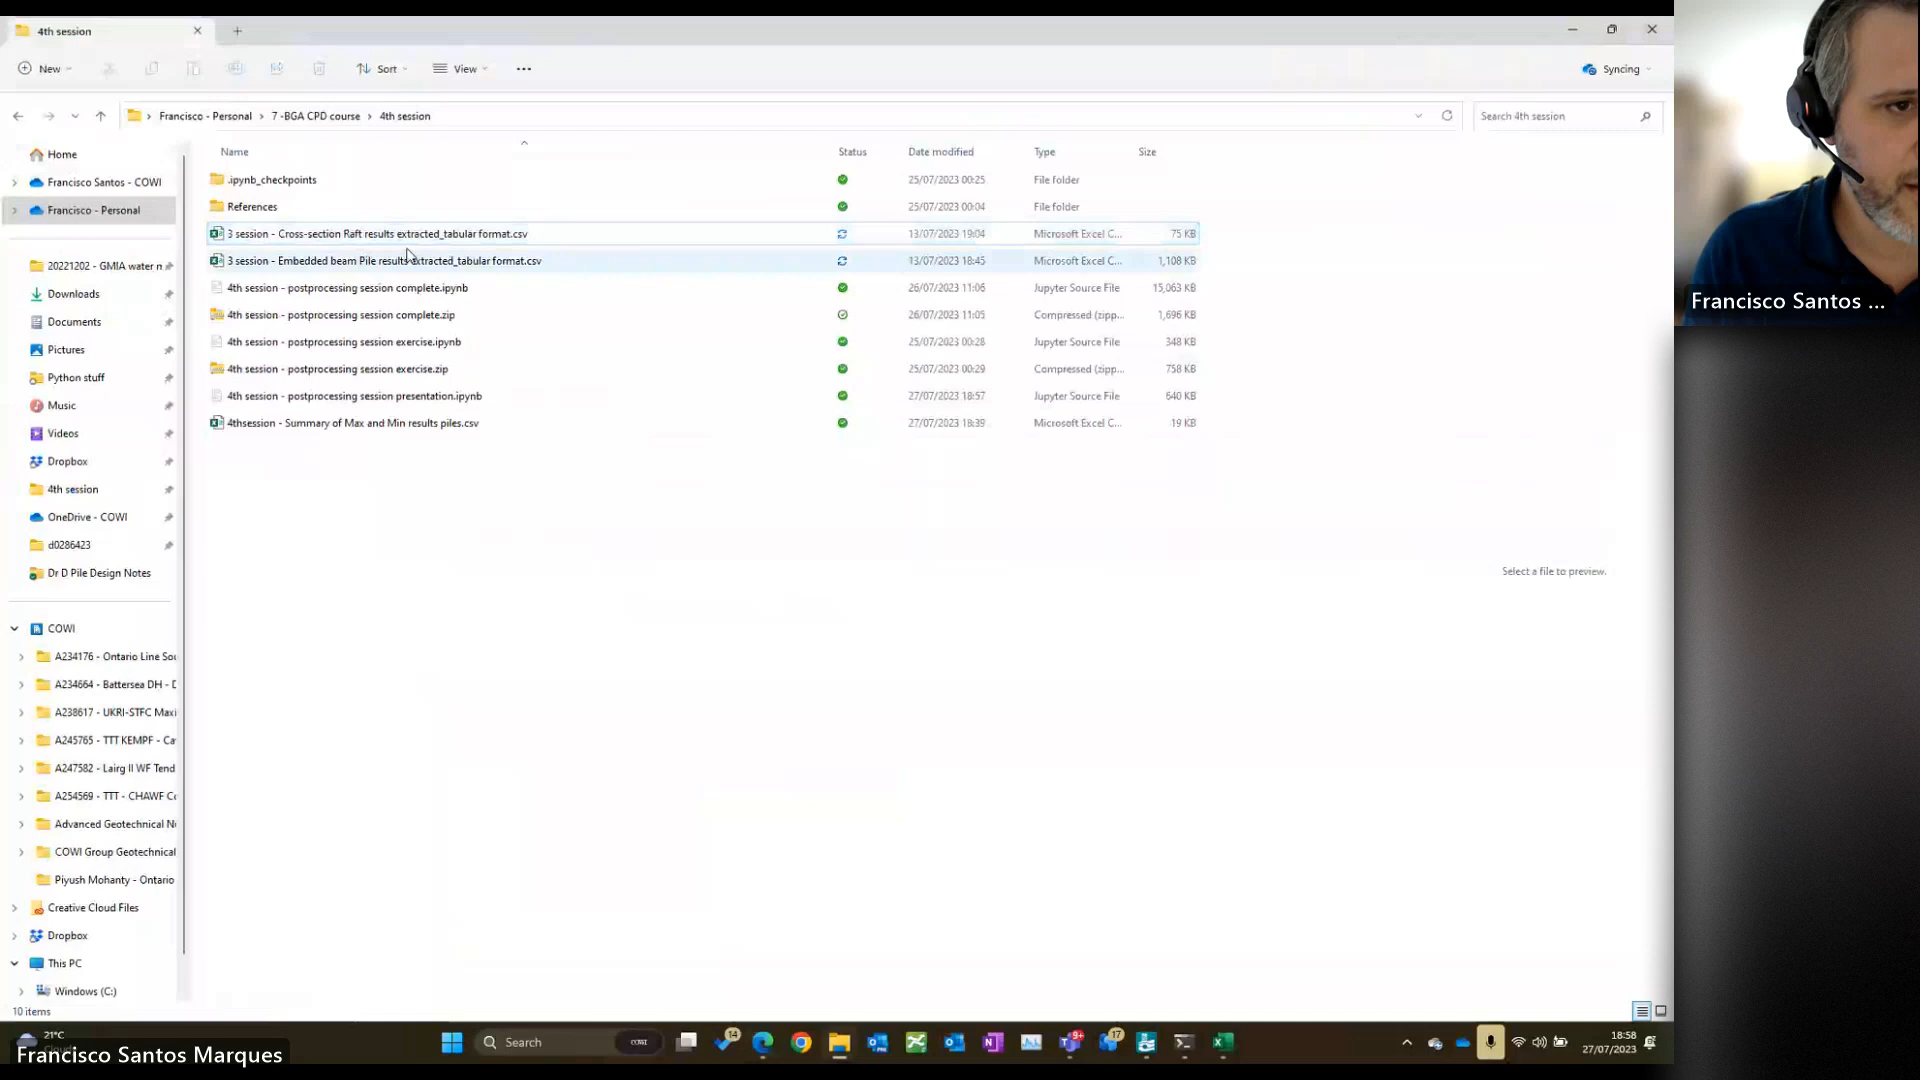 4th session
New
Sort
View
Syncing
Francisco - Personal
7 -BGA CPD course
4th session
Search 4th session
Name
Status
Date modified
Type
Size
.ipynb_checkpoints
25/07/2023 00:25
File folder
References
25/07/2023 00:04
File folder
3 session - Cross-section Raft results extracted_tabular format.csv
13/07/2023 19:04
Microsoft Excel C...
75 KB
3 session - Embedded beam Pile results extracted_tabular format.csv
13/07/2023 18:45
Microsoft Excel C...
1,108 KB
4th session - postprocessing session complete.ipynb
26/07/2023 11:06
Jupyter Source File
15,063 KB
4th session - postprocessing session complete.zip
26/07/2023 11:05
Compressed (zipp...
1,696 KB
4th session - postprocessing session exercise.ipynb
25/07/2023 00:28
Jupyter Source File
348 KB
4th session - postprocessing session exercise.zip
25/07/2023 00:29
Compressed (zipp...
758 KB
4th session - postprocessing session presentation.ipynb
27/07/2023 18:57
Jupyter Source File
640 KB
4thsession - Summary of Max and Min results piles.csv
27/07/2023 18:39
Microsoft Excel C...
19 KB
Home
Francisco Santos - COWI
Francisco - Personal
20221202 - GMIA water m
Downloads
Documents
Pictures
Python stuff
Music
Videos
Dropbox
4th session
OneDrive - COWI
d0286423
Dr D Pile Design Notes
COWI
A234176 - Ontario Line Sou
A234664 - Battersea DH - D
A238617 - UKRI-STFC Maxi
A245765 - TTT KEMPF - Ca
A247582 - Lairg II WF Tend
A254569 - TTT - CHAWF Co
Advanced Geotechnical N
COWI Group Geotechnical
Piyush Mohanty - Ontario
Creative Cloud Files
Dropbox
This PC
Windows (C:)
Select a file to preview.
10 items
Francisco Santos ...
21°C
Francisco Santos Marques
Search
COWI
14
9+
17
18:58
27/07/2023